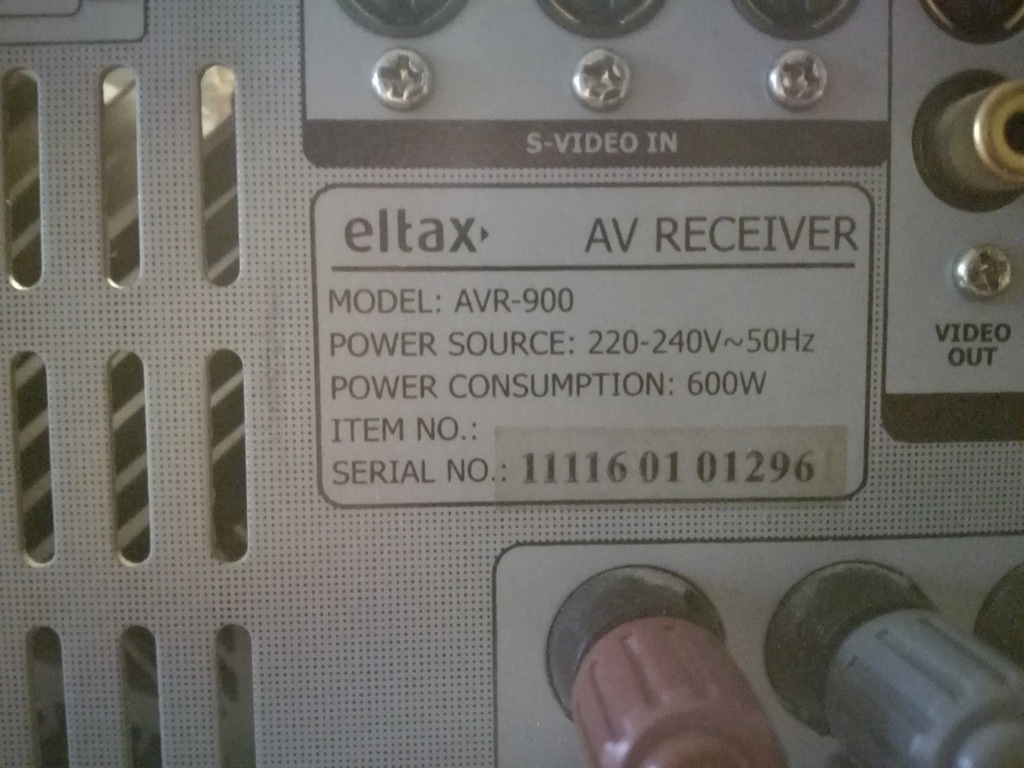 S-VIDEO IN
eltax AV RECEIVER
MODEL: AVR-900
POWER SOURCE: 220-240V~50Hz
POWER CONSUMPTION: 600W
ITEM NO.:
SERIAL NO.: 11116 01 01296
VIDEO
OUT